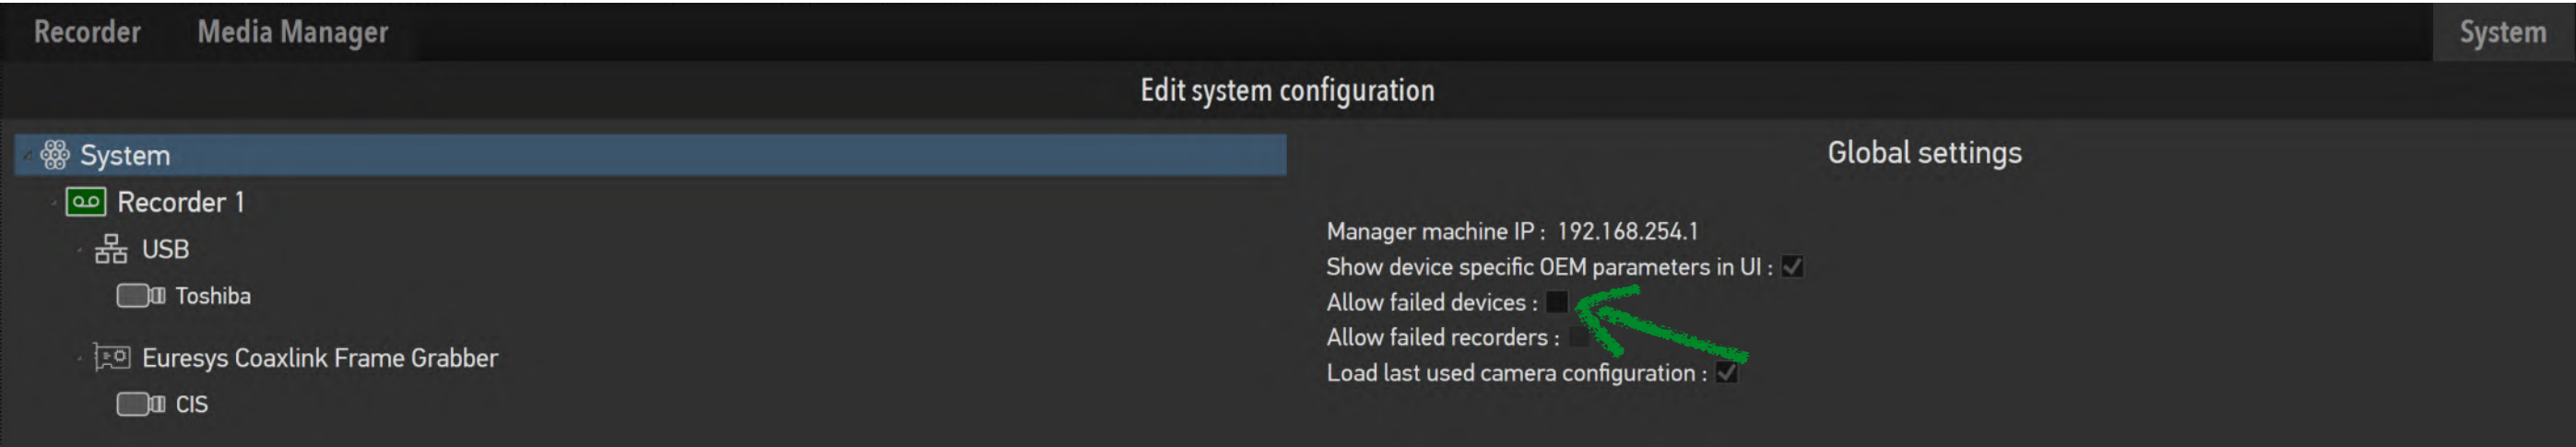 Recorder Media Manager System
Edit system configuration
System
Recorder 1
USB
Toshiba
Euresys Coaxlink Frame Grabber
CIS
Global settings
Manager machine IP : 192.168.254.1
Show device specific OEM parameters in UI :
Allow failed devices :
Allow failed recorders :
Load last used camera configuration :